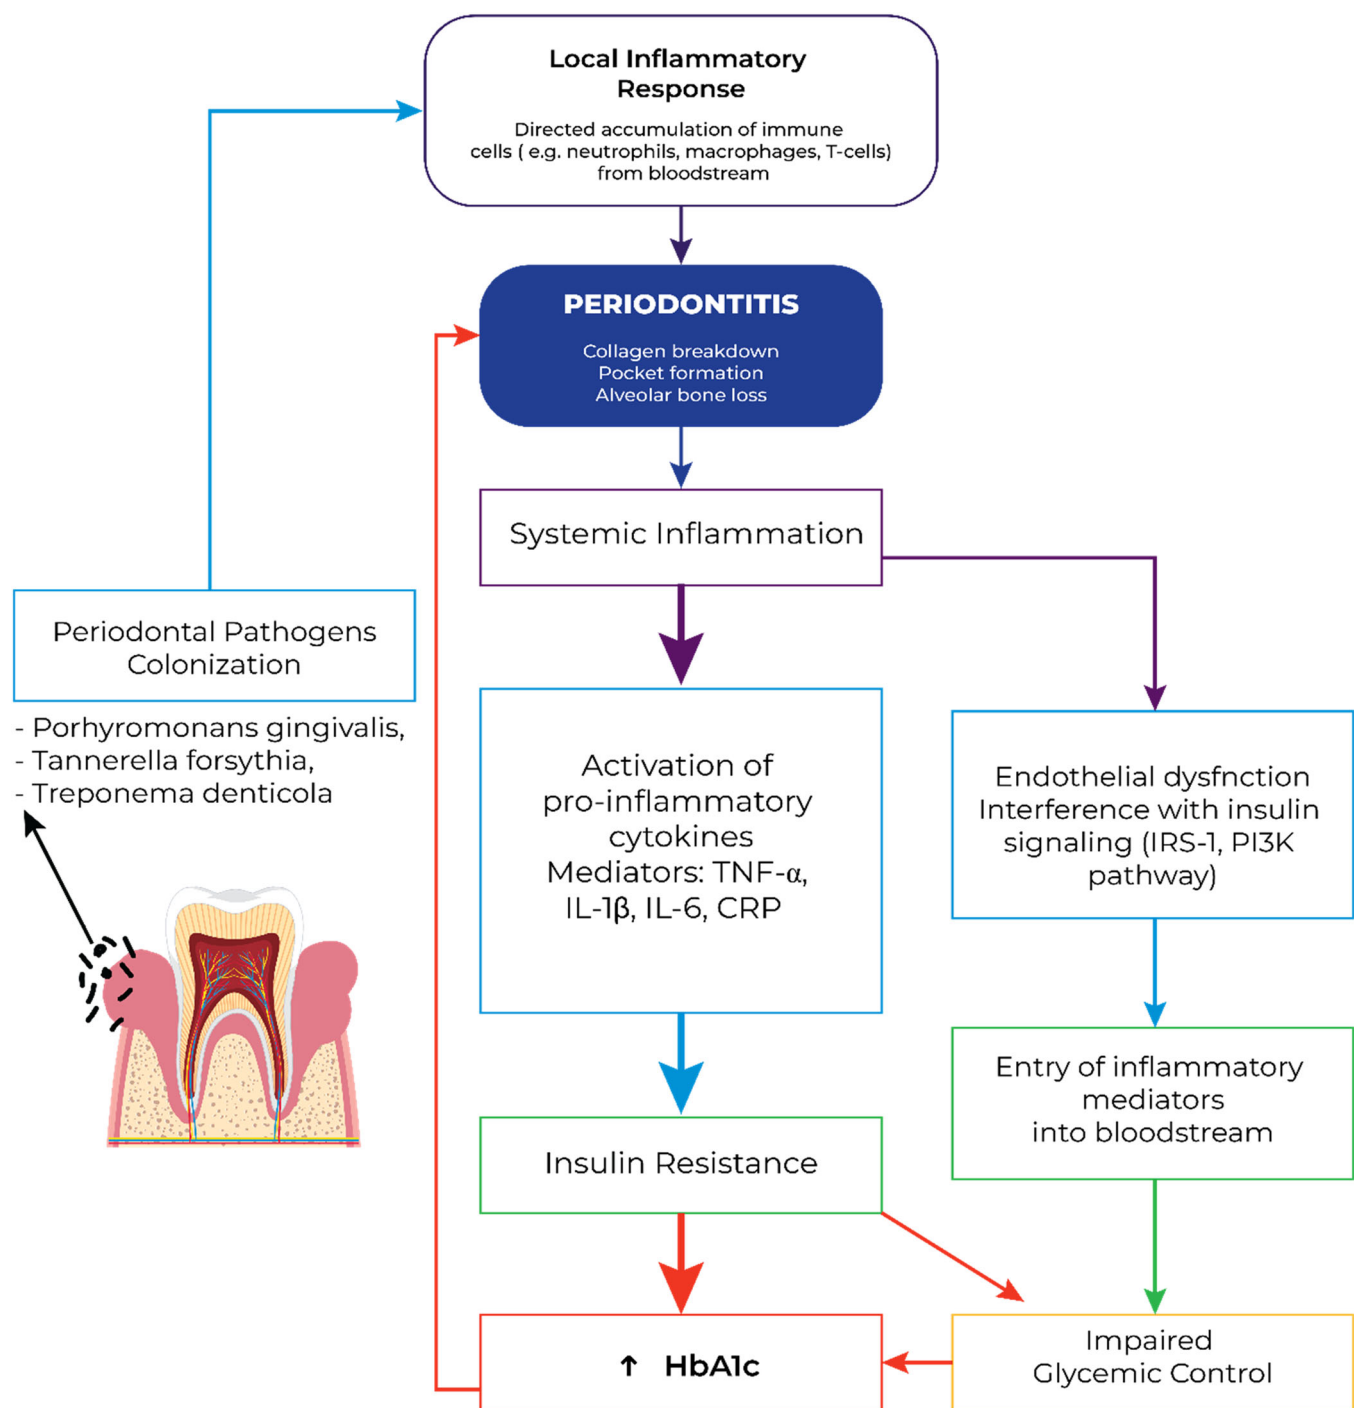 Local Inflammatory
Response
Directed accumulation of immune
cells ( e.g. neutrophils, macrophages, T-cells)
from bloodstream
PERIODONTITIS
Collagen breakdown
Pocket formation
Alveolar bone loss
Systemic Inflammation
Periodontal Pathogens
Colonization
- Porhyromonans gingivalis,
- Tannerella forsythia,
- Treponema denticola
Activation of
pro-inflammatory
cytokines
Mediators: TNF-α,
IL-1β, IL-6, CRP
Endothelial dysfnction
Interference with insulin
signaling (IRS-1, PI3K
pathway)
Entry of inflammatory
mediators
into bloodstream
Insulin Resistance
↑ HbA1c
Impaired
Glycemic Control